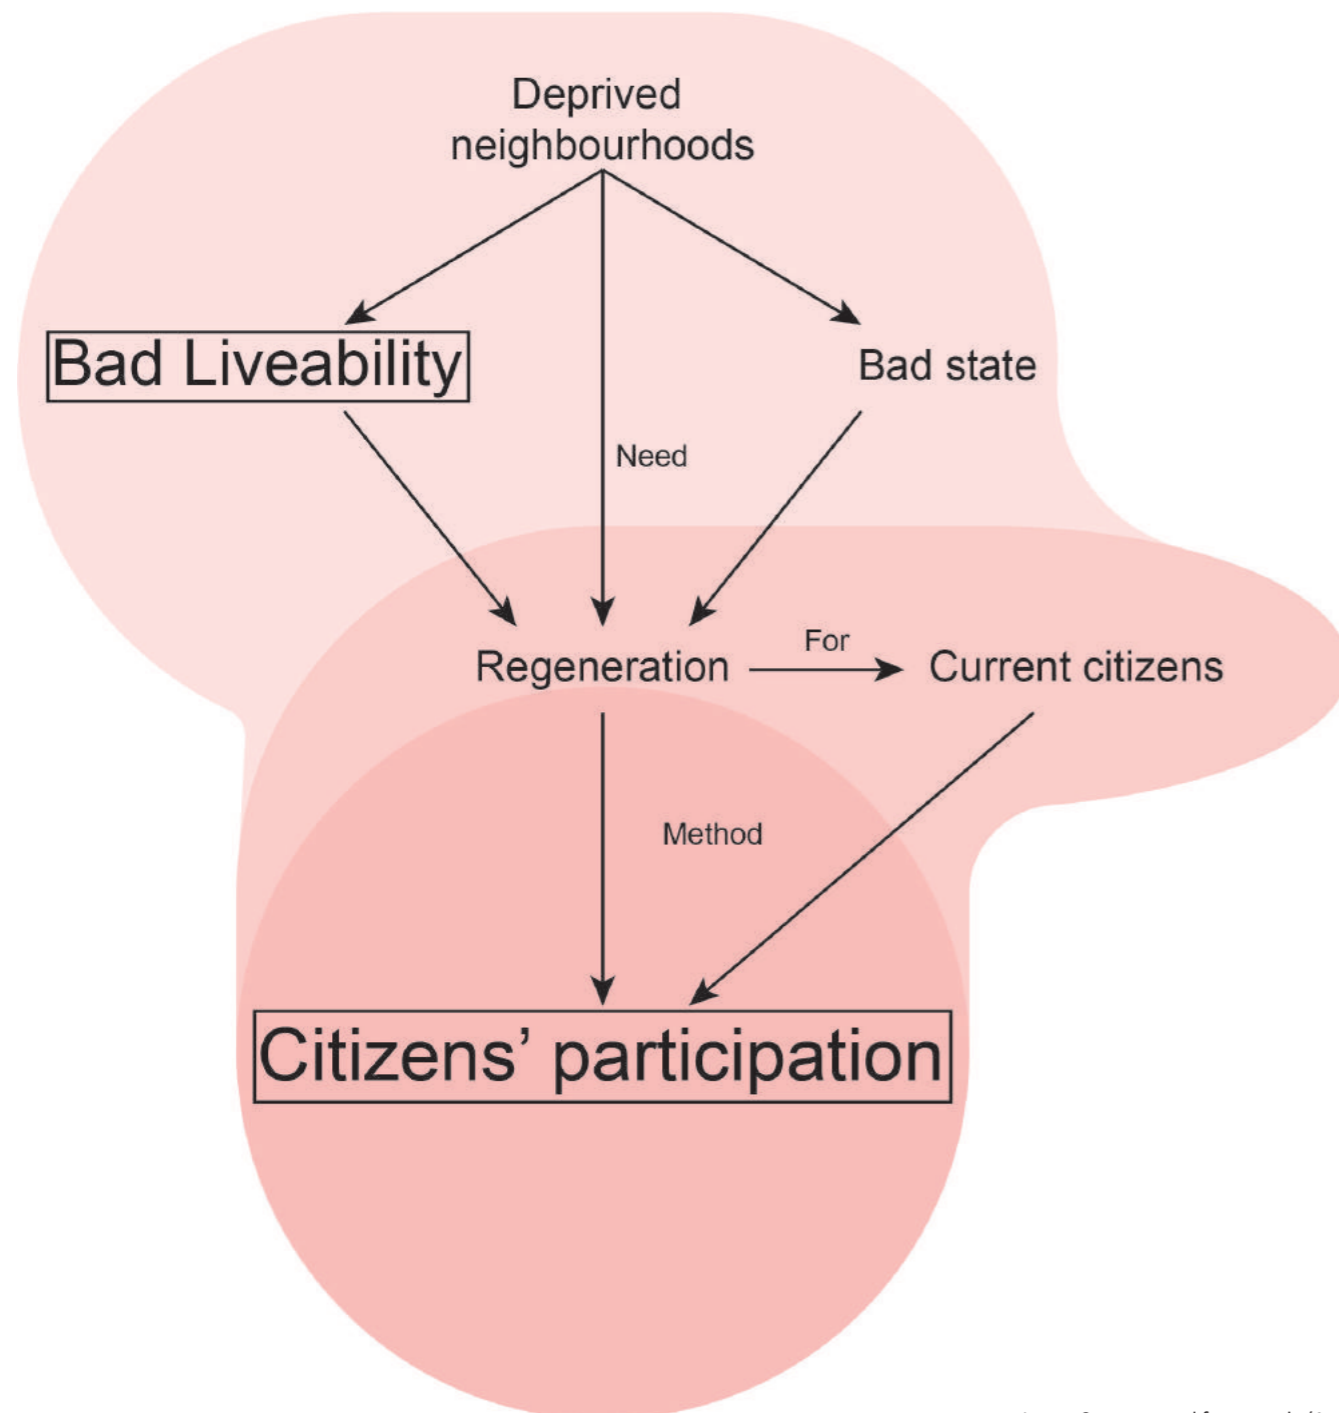 Deprived
neighbourhoods
Bad Liveability
Bad state
Need
Regeneration
For
Current citizens
Method
Citizens’ participation